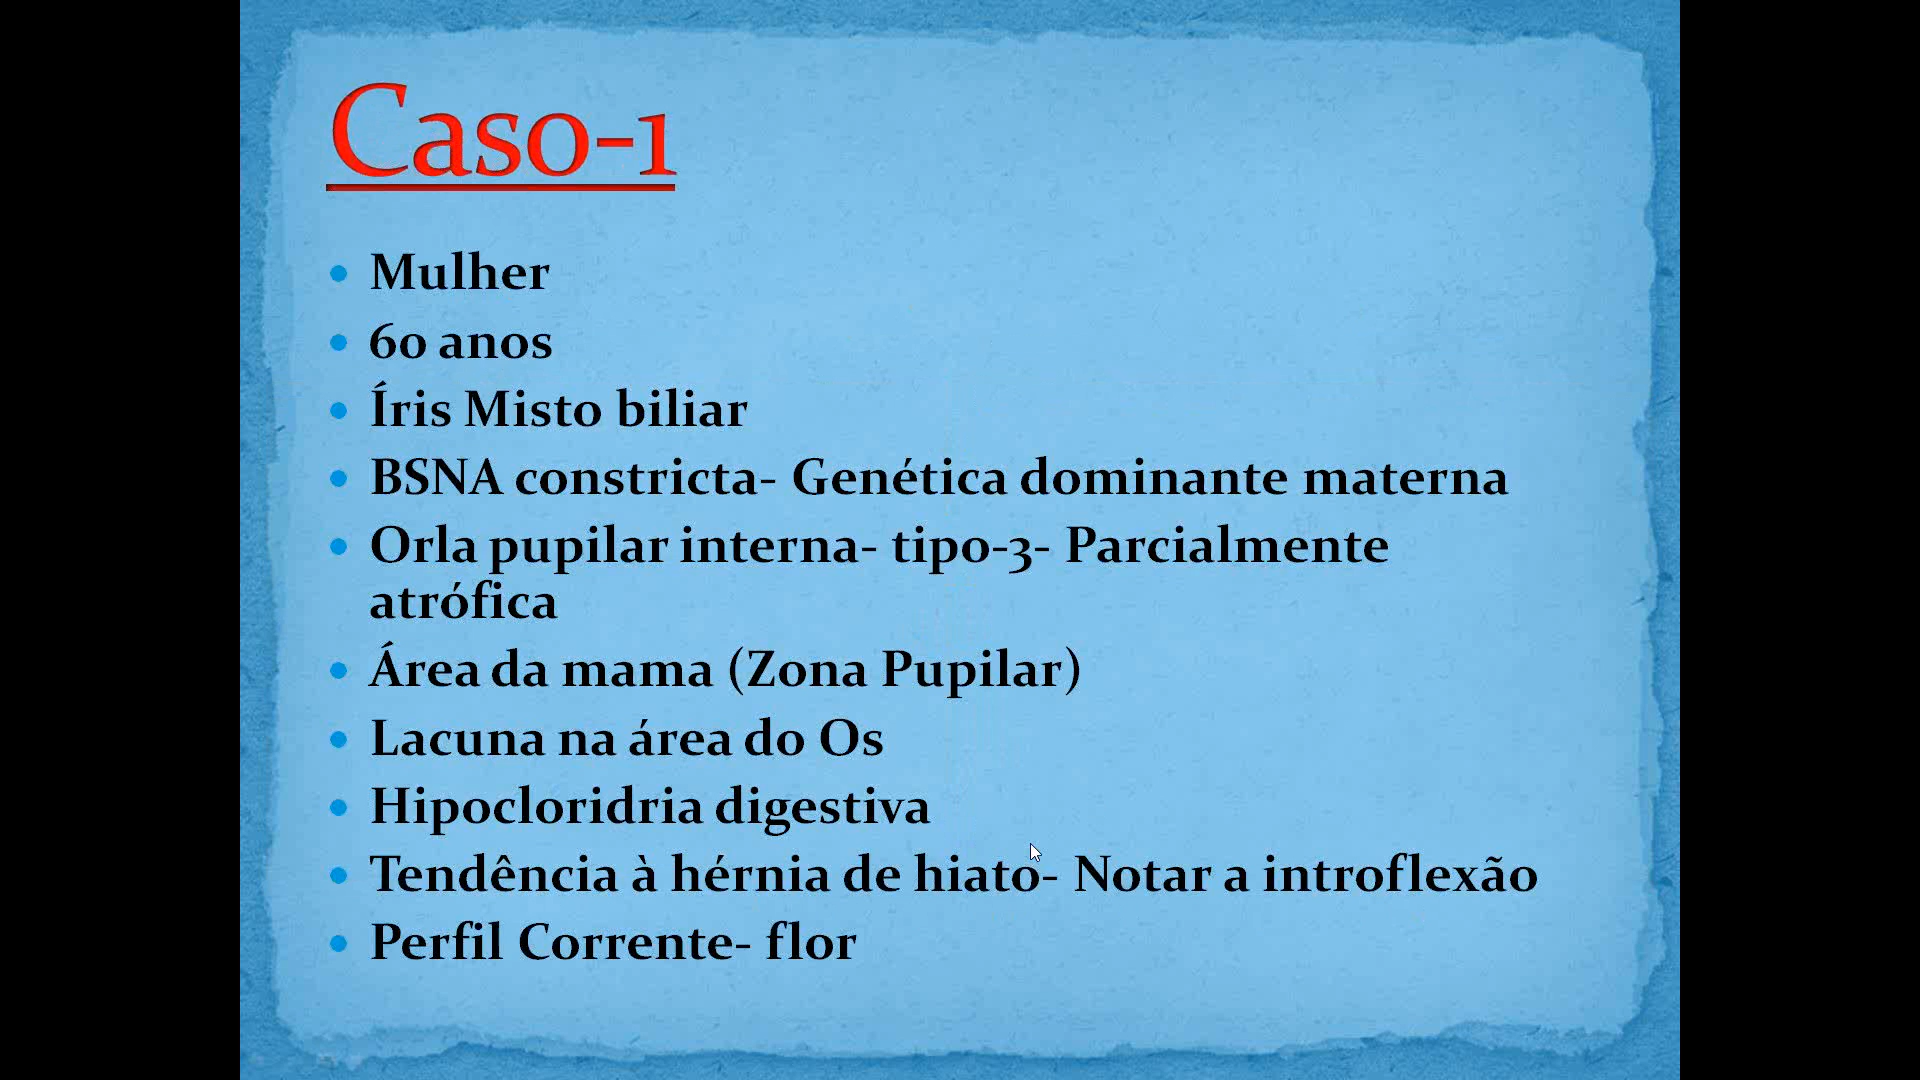 Caso-1
Mulher
60 anos
Íris Misto biliar
BSNA constricta- Genética dominante materna
Orla pupilar interna- tipo-3- Parcialmente
atrófica
Área da mama (Zona Pupilar)
Lacuna na área do Os
Hipocloridria digestiva
Tendência à hérnia de hiato- Notar a introflexão
Perfil Corrente- flor